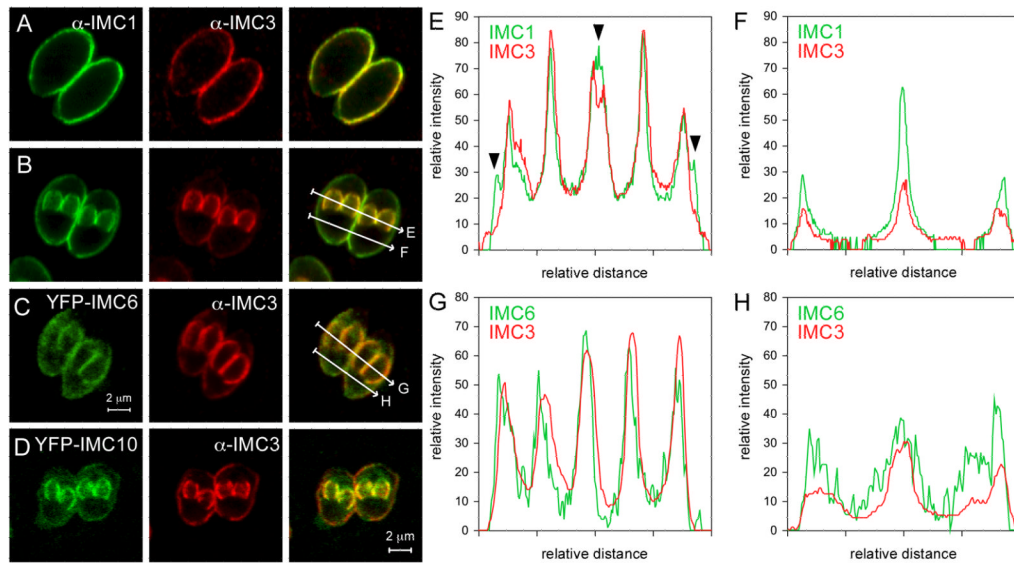 A
α-IMC1
α-IMC3
B
E
F
C
YFP-IMC6
α-IMC3
2 μm
G
H
D
YFP-IMC10
α-IMC3
2 μm
E
IMC1
IMC3
relative intensity
90
80
70
60
50
40
30
20
10
0
relative distance
F
IMC1
IMC3
relative intensity
90
80
70
60
50
40
30
20
10
0
relative distance
G
IMC6
IMC3
relative intensity
80
70
60
50
40
30
20
10
0
relative distance
H
IMC6
IMC3
relative intensity
80
70
60
50
40
30
20
10
0
relative distance